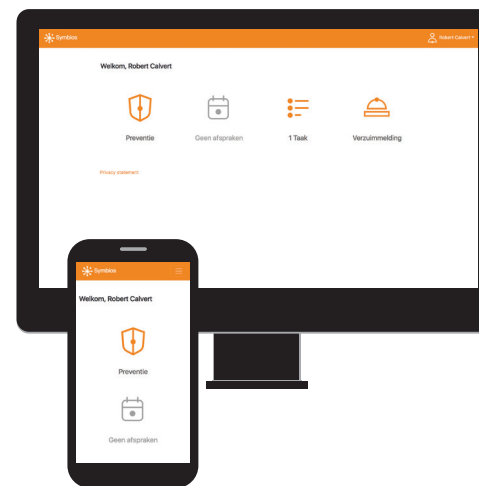 Symbios
Robert Calvert
Welkom, Robert Calvert
Preventie
Geen afspraken
1 Taak
Verzuimmelding
Privacy statement
Symbios
Welkom, Robert Calvert
Preventie
Geen afspraken